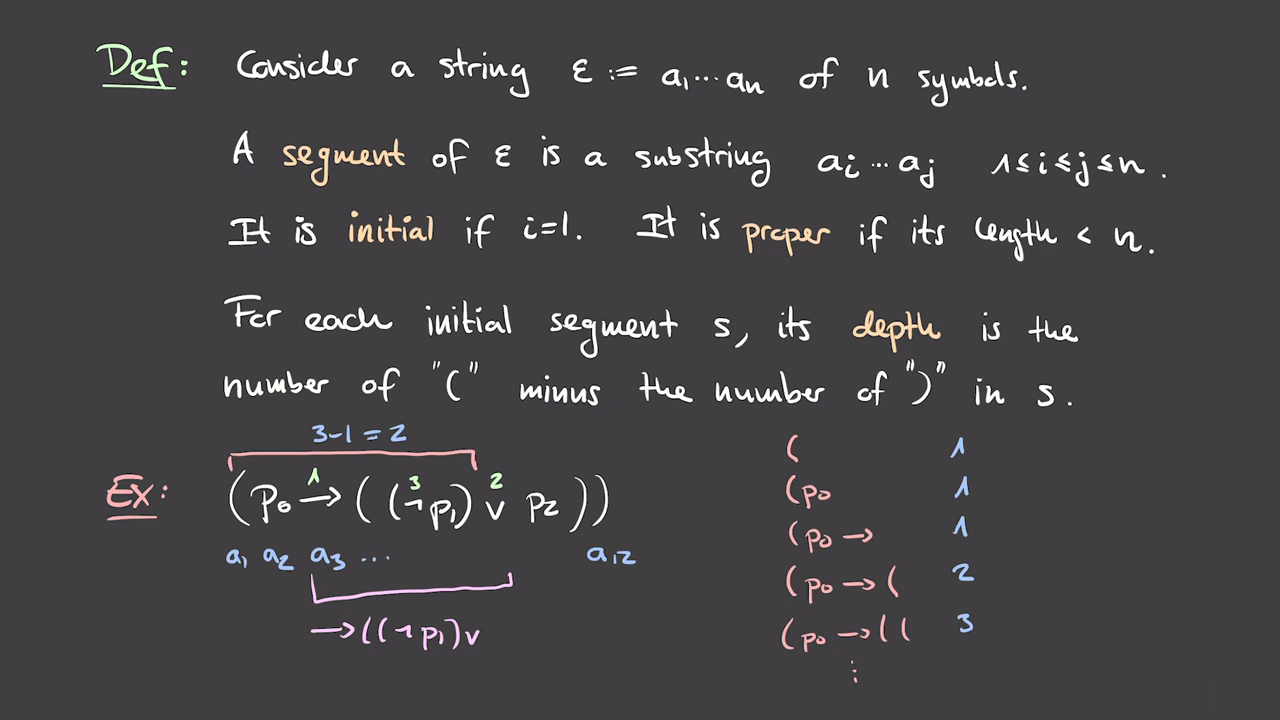 Def: Consider a string ε := a₁⋯aₙ of n symbols.
A segment of ε is a substring aᵢ⋯aⱼ 1≤i≤j≤n.
It is initial if i=1. It is proper if its length < n.
For each initial segment s, its depth is the
number of "(" minus the number of ")" in s.
3-1=2
1 3 2
Ex: (p₀ → ((¬p₁) ∨ p₂))
a₁ a₂ a₃ ⋯ a₁₂
→((¬p₁)∨
( 1
(p₀ 1
(p₀ → 1
(p₀ → ( 2
(p₀ → (( 3
⋮